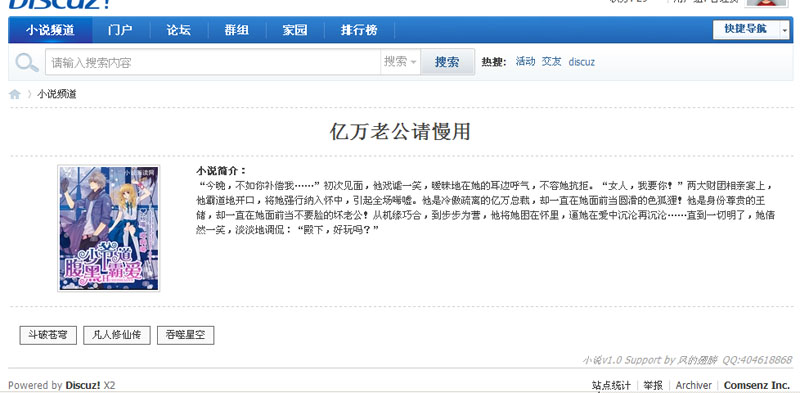 Discuz!
小说频道 门户 论坛 群组 家园 排行榜 快捷导航
请输入搜索内容 搜索 搜索 热搜: 活动 交友 discuz
小说频道
亿万老公请慢用
小说简介:
“今晚,不如你补偿我……”初次见面,他戏谑一笑,暧昧地在她的耳边呼气,不容她抗拒。“女人,我要你!”两大财团相亲宴上,
他霸道地开口,将她强行纳入怀中,引起全场唏嘘。他是冷傲疏离的亿万总裁,却一直在她面前当圆滑的色狐狸!他是身份尊贵的王
储,却一直在她面前当不要脸的坏老公!从机缘巧合,到步步为营,他将她困在怀里,逼她在爱中沉沦再沉沦……直到一切明了,她倩
然一笑,淡淡地调侃:“殿下,好玩吗?”
小甲道
腹黑 霸爱
斗破苍穹 凡人修仙传 吞噬星空
小说v1.0 Support by 风的翅膀 QQ:404618868
Powered by Discuz! X2 站点统计 | 举报 | Archiver | Comsenz Inc.